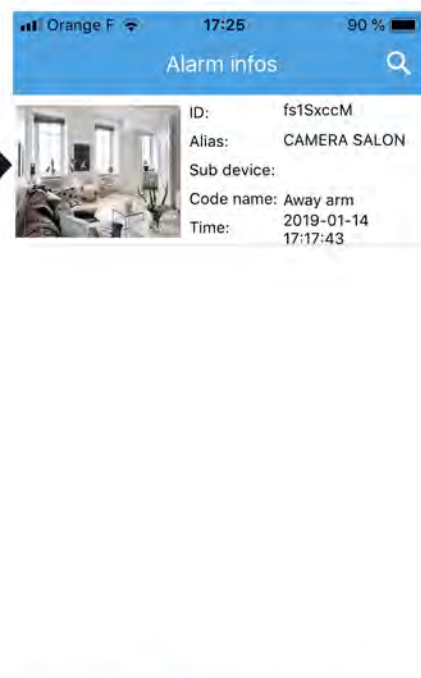 Orange F 17:25 90 %
Alarm infos
ID: fs1SxccM
Alias: CAMERA SALON
Sub device:
Code name: Away arm
Time: 2019-01-14
17:17:43